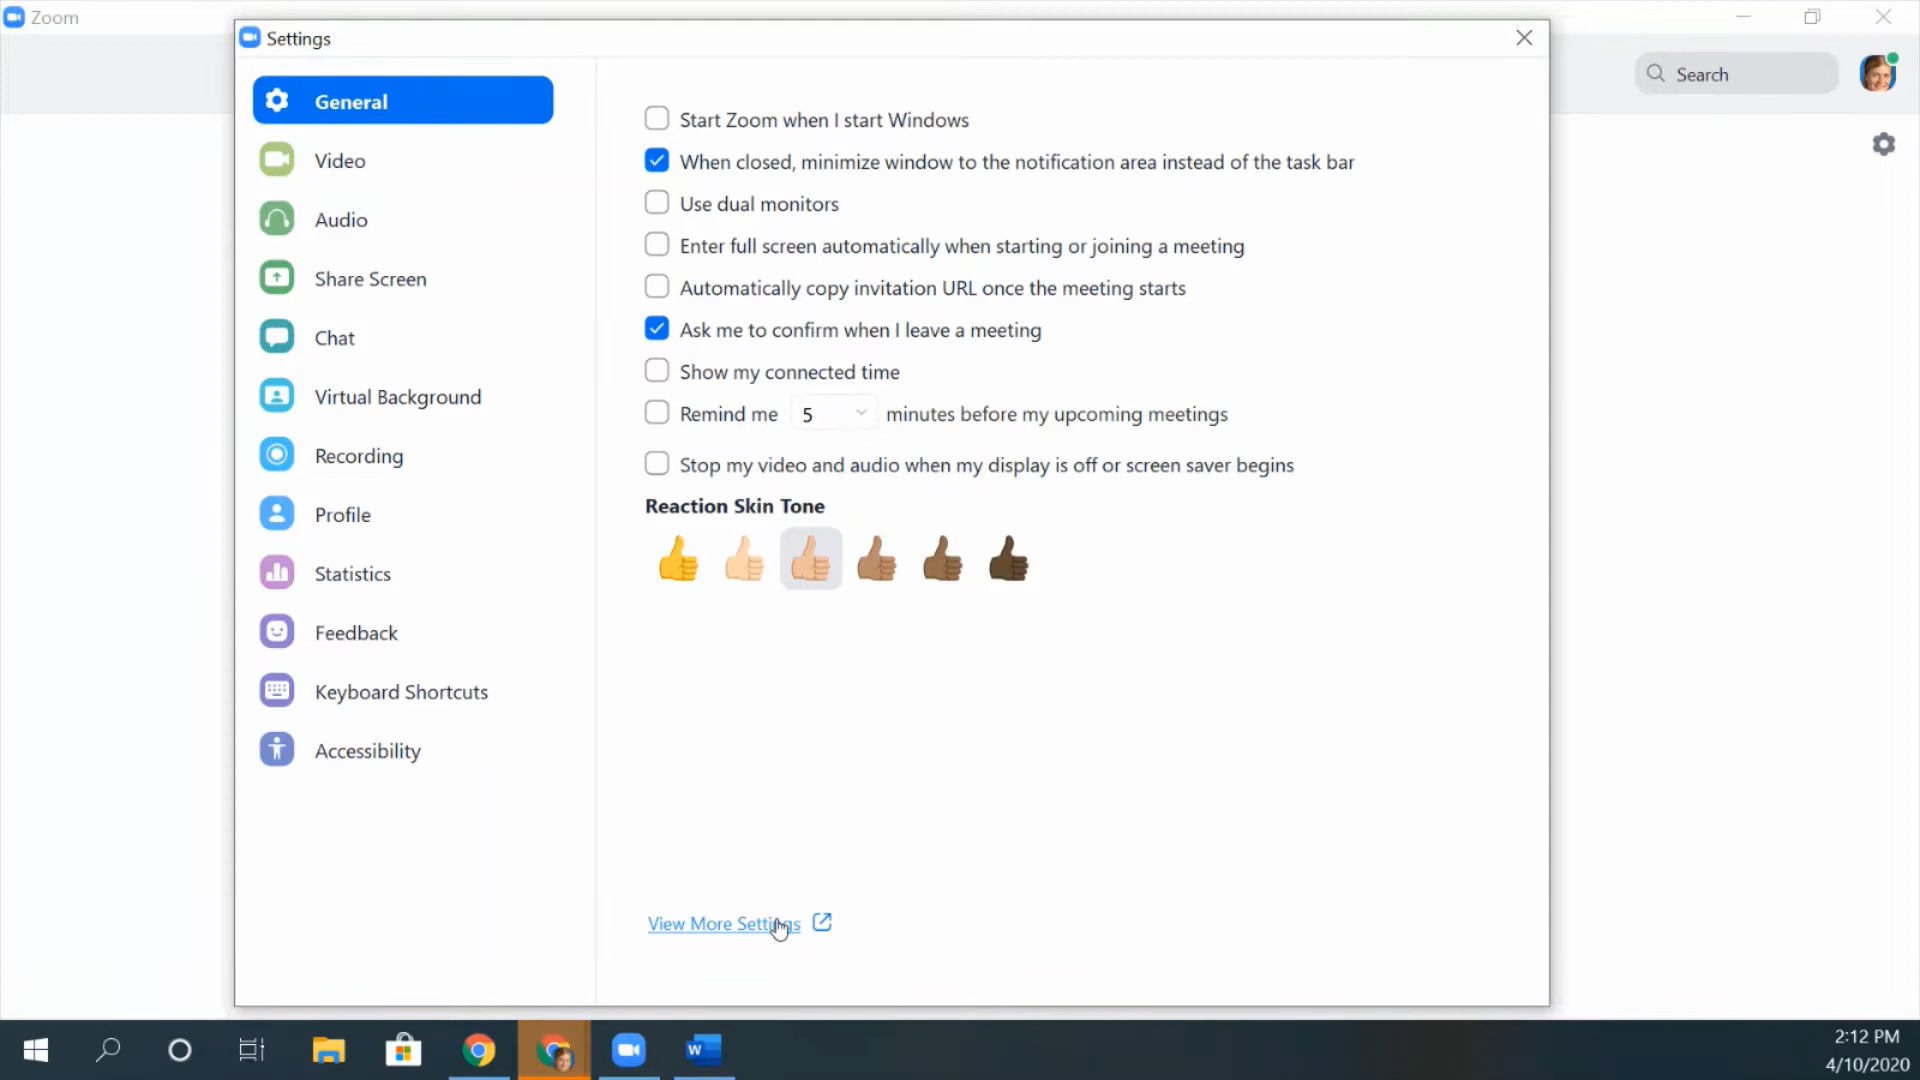 Zoom
Settings
Search
General
Video
Audio
Share Screen
Chat
Virtual Background
Recording
Profile
Statistics
Feedback
Keyboard Shortcuts
Accessibility
Start Zoom when I start Windows
When closed, minimize window to the notification area instead of the task bar
Use dual monitors
Enter full screen automatically when starting or joining a meeting
Automatically copy invitation URL once the meeting starts
Ask me to confirm when I leave a meeting
Show my connected time
Remind me 5 minutes before my upcoming meetings
Stop my video and audio when my display is off or screen saver begins
Reaction Skin Tone
View More Settings
W
2:12 PM
4/10/2020